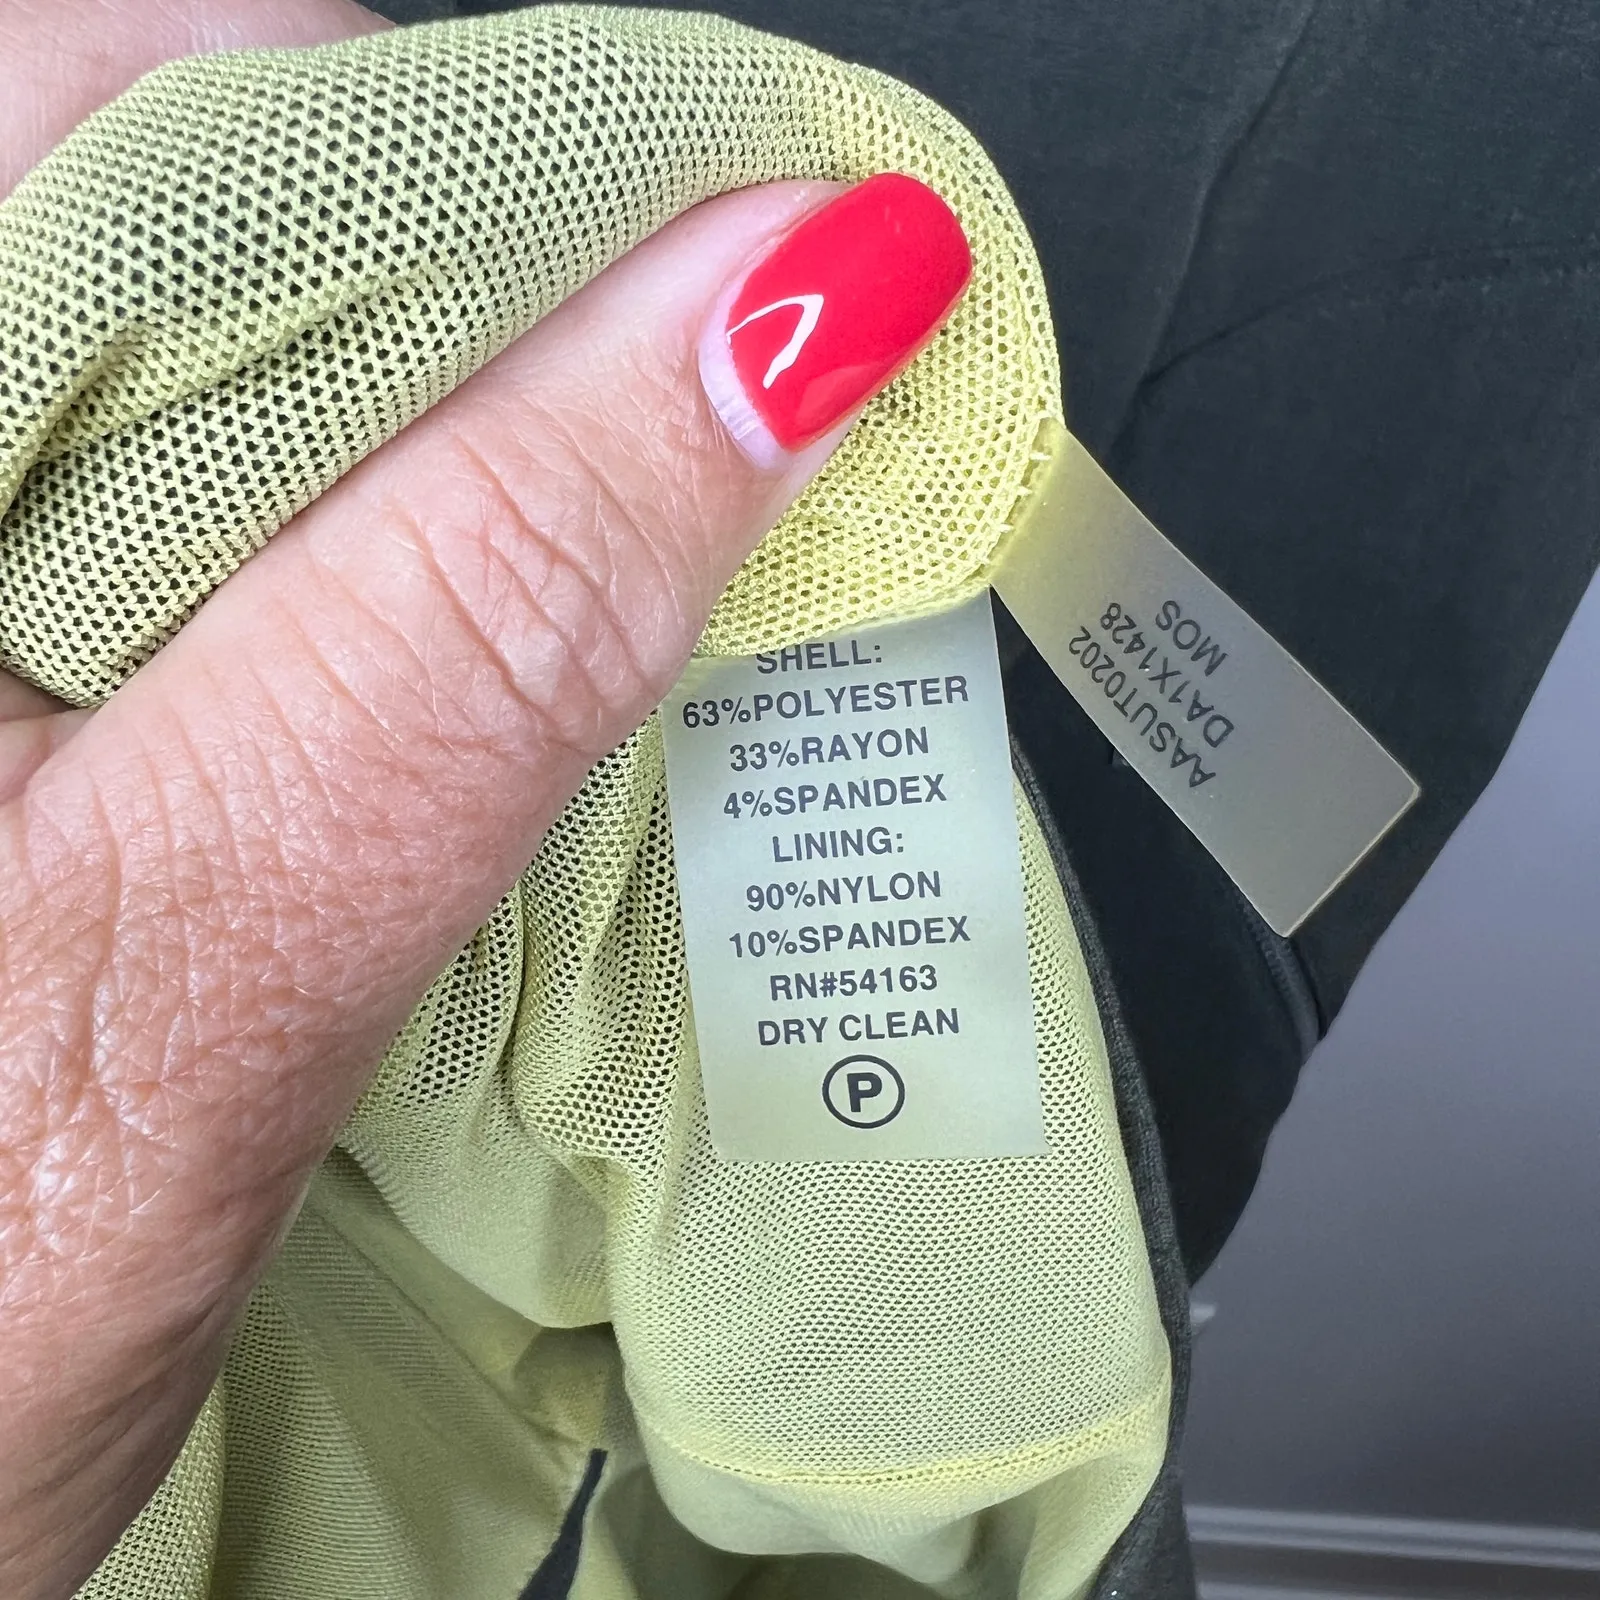 SHELL:
63%POLYESTER
33%RAYON
4%SPANDEX
LINING:
90%NYLON
10%SPANDEX
RN#54163
DRY CLEAN
P
AASUT0202
DA1X1428
MOS